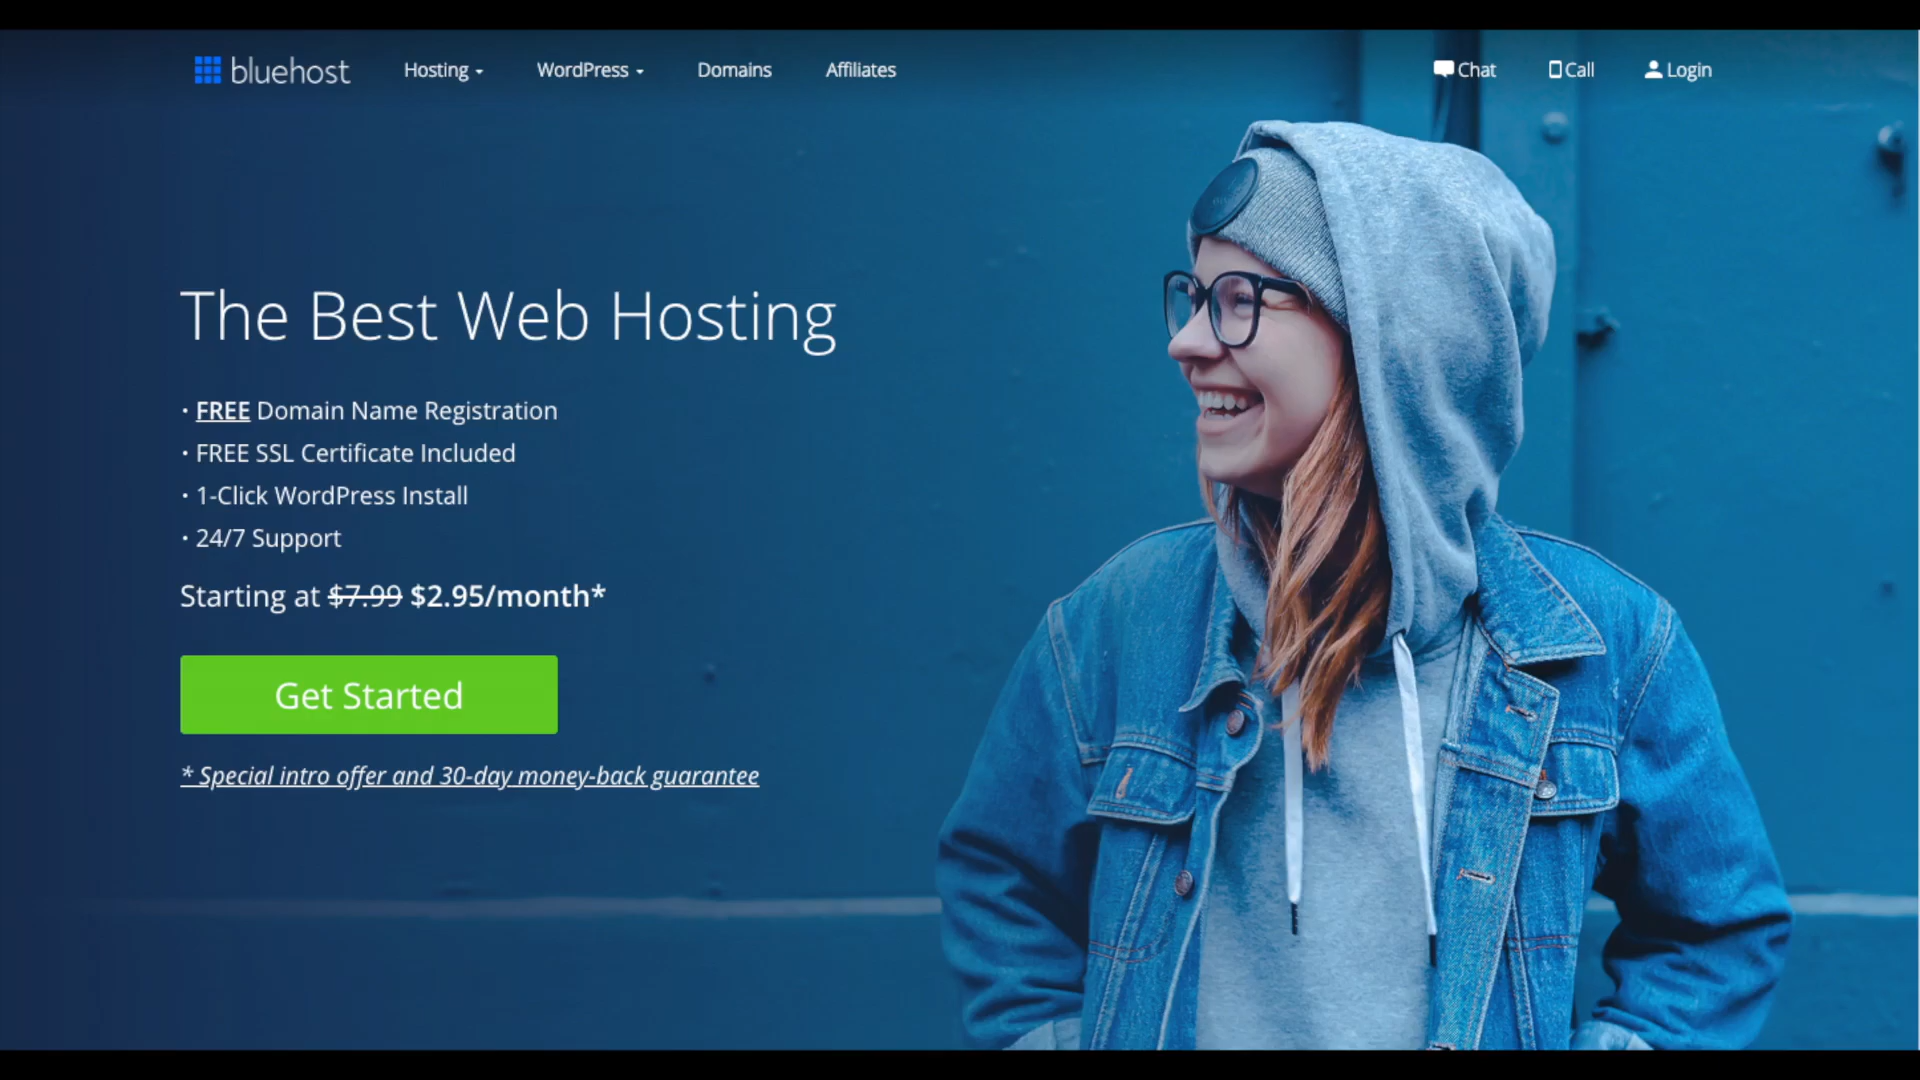 bluehost Hosting WordPress Domains Affiliates Chat Call Login
The Best Web Hosting
· FREE Domain Name Registration
· FREE SSL Certificate Included
· 1-Click WordPress Install
· 24/7 Support
Starting at $7.99 $2.95/month*
Get Started
* Special intro offer and 30-day money-back guarantee